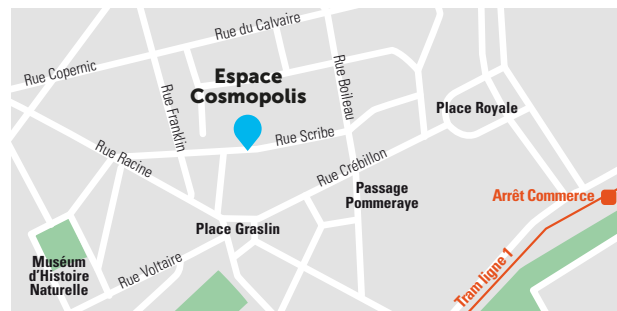 Rue du Calvaire
Rue Copernic
Espace
Cosmopolis
Rue Boileau
Rue Franklin
Place Royale
Rue Scribe
Rue Racine
Rue Crébillon
Passage
Pommeraye
Arrêt Commerce
Place Graslin
Muséum
d'Histoire
Naturelle
Rue Voltaire
Tram ligne 1